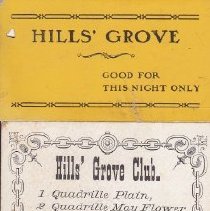 HILLS' GROVE
GOOD FOR
THIS NIGHT ONLY
Hills' Grove Club.
1 Quadrille Plain,
2 Quadrille May Flower